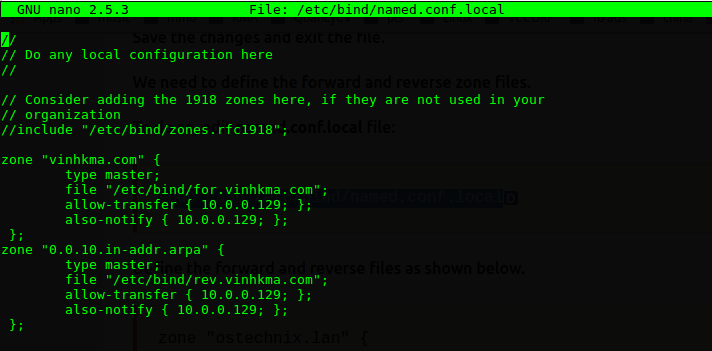 GNU nano 2.5.3 File: /etc/bind/named.conf.local
//
// Do any local configuration here
//
// Consider adding the 1918 zones here, if they are not used in your
// organization
//include "/etc/bind/zones.rfc1918";
zone "vinhkma.com" {
type master;
file "/etc/bind/for.vinhkma.com";
allow-transfer { 10.0.0.129; };
also-notify { 10.0.0.129; };
};
zone "0.0.10.in-addr.arpa" {
type master;
file "/etc/bind/rev.vinhkma.com";
allow-transfer { 10.0.0.129; };
also-notify { 10.0.0.129; };
};
Save the changes and exit the file.
We need to define the forward and reverse zone files.
conf.local file:
/named.conf.local
the forward and reverse files as shown below.
zone "ostechnix.lan" {